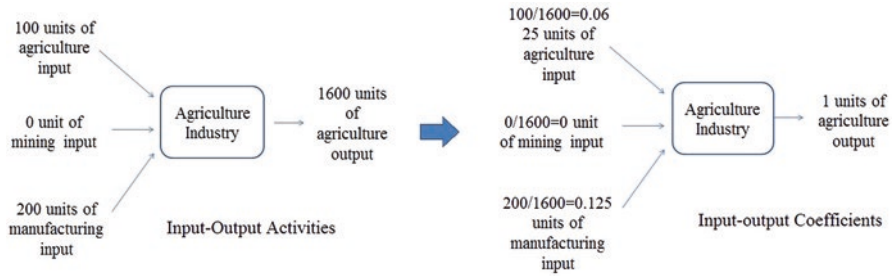 100 units of
agriculture
input
0 unit of
mining input
200 units of
manufacturing
input
Agriculture
Industry
1600 units
of
agriculture
output
Input-Output Activities
100/1600=0.06
25 units of
agriculture
input
0/1600=0 unit
of mining input
200/1600=0.125
units of
manufacturing
input
Agriculture
Industry
1 units of
agriculture
output
Input-output Coefficients